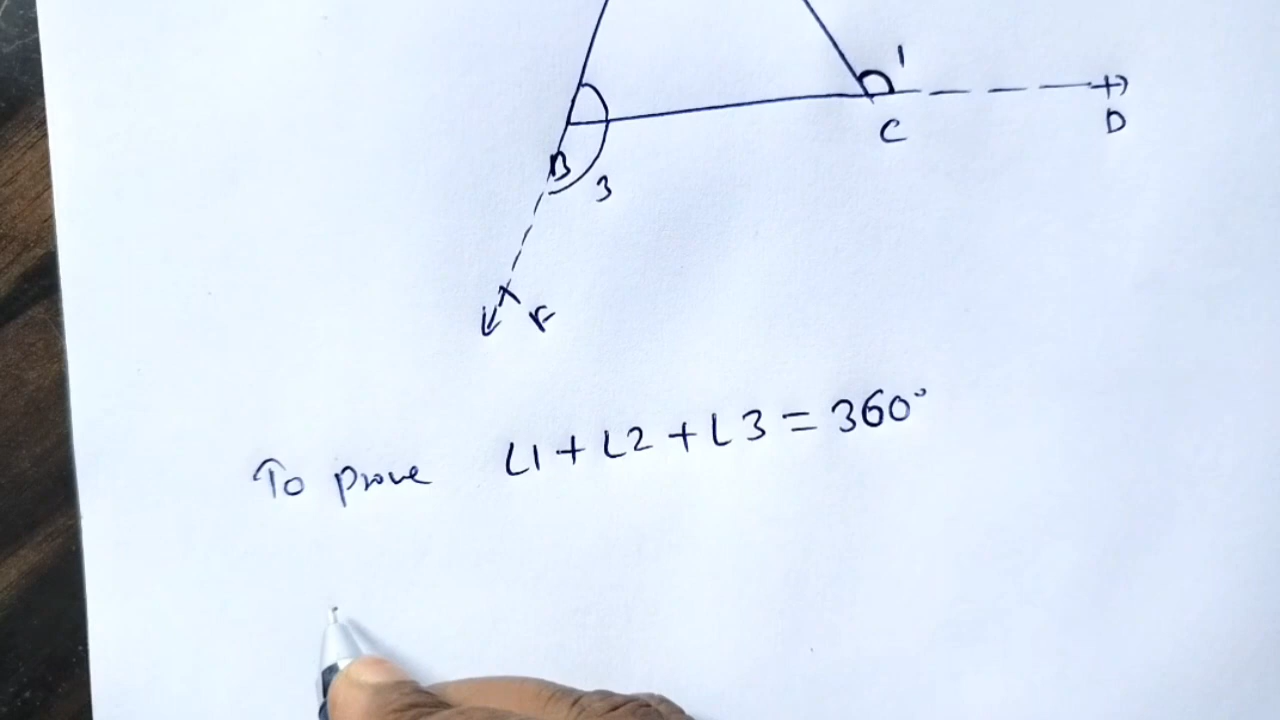 1
C
D
B
3
F
To prove ∠1 + ∠2 + ∠3 = 360°